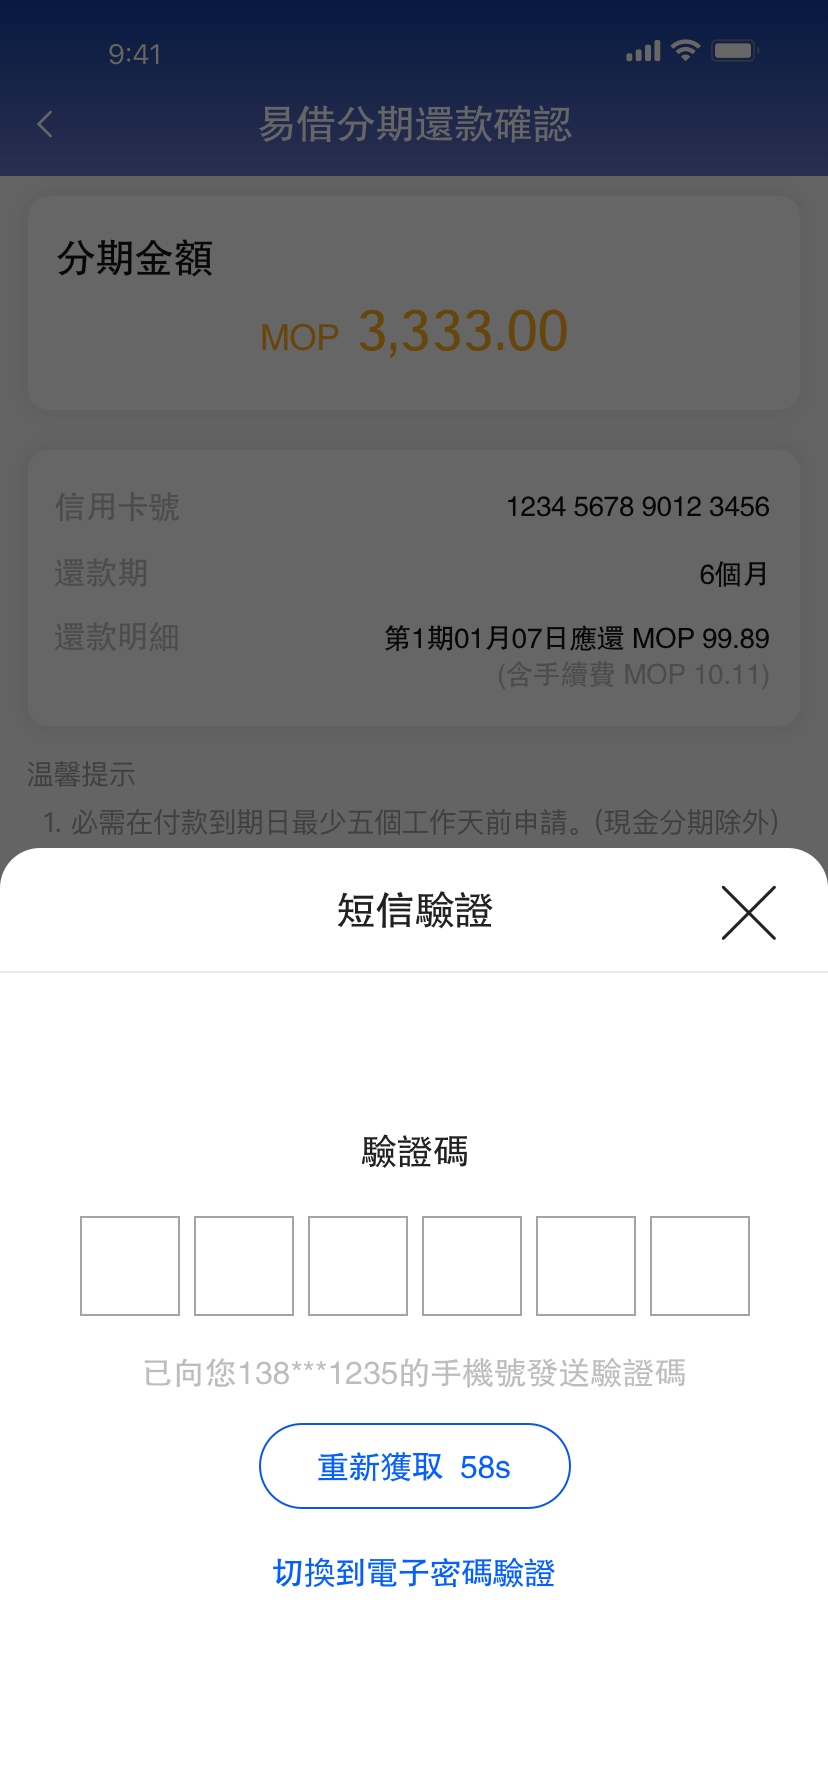 9:41
易借分期還款確認
分期金額
MOP 3,333.00
信用卡號 1234 5678 9012 3456
還款期 6個月
還款明細 第1期01月07日應還 MOP 99.89
(含手續費 MOP 10.11)
温馨提示
1. 必需在付款到期日最少五個工作天前申請。(現金分期除外)
短信驗證
驗證碼
已向您138***1235的手機號發送驗證碼
重新獲取 58s
切換到電子密碼驗證